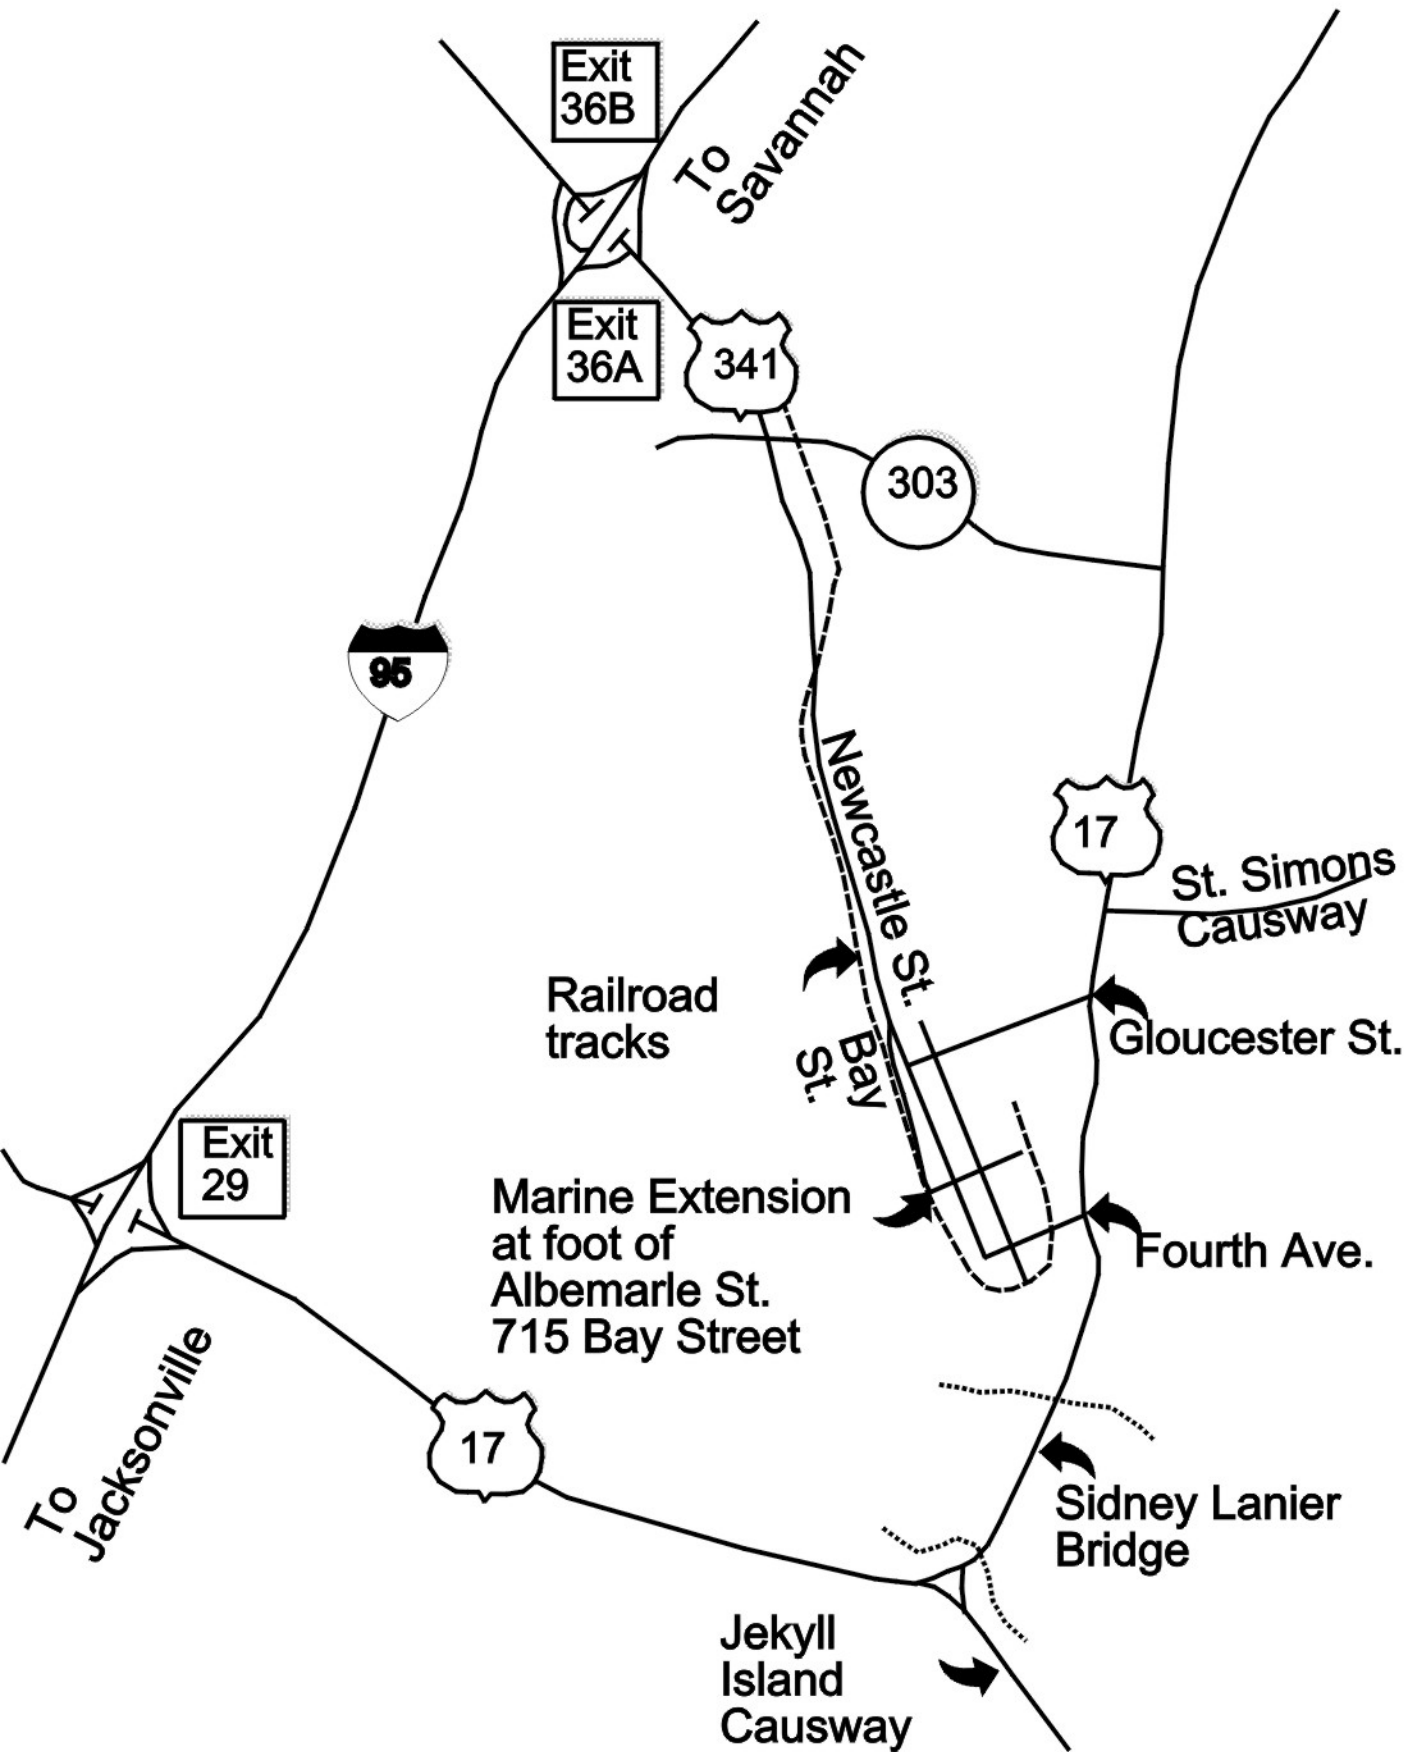 Exit
36B
To
Savannah
Exit
36A
341
303
95
Newcastle St.
17
St. Simons
Causway
Railroad
tracks
Bay
St.
Gloucester St.
Exit
29
Marine Extension
at foot of
Albemarle St.
715 Bay Street
Fourth Ave.
To
Jacksonville
17
Sidney Lanier
Bridge
Jekyll
Island
Causway